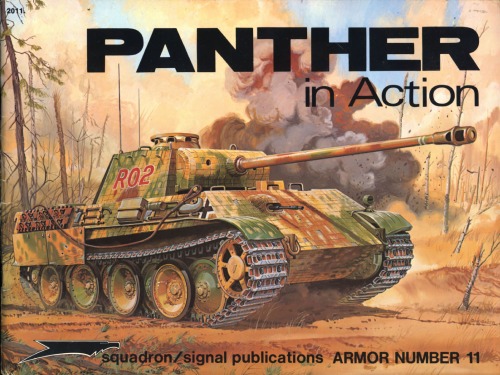 2011
PANTHER
in Action
R02
squadron/signal publications ARMOR NUMBER 11